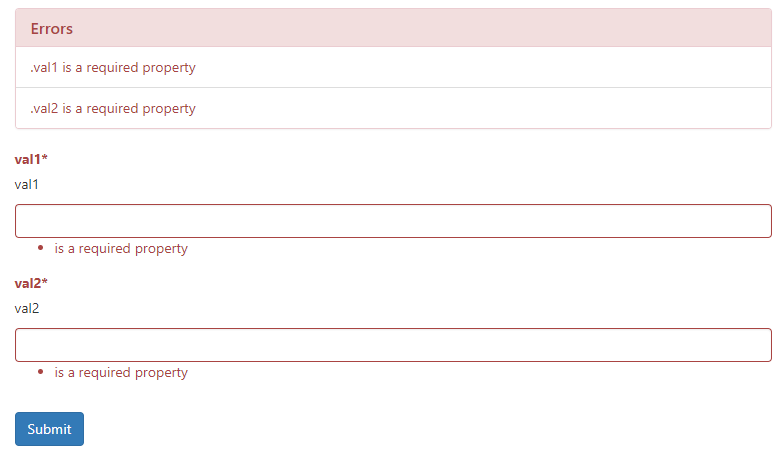 Errors
.val1 is a required property
.val2 is a required property
val1*
val1
• is a required property
val2*
val2
• is a required property
Submit